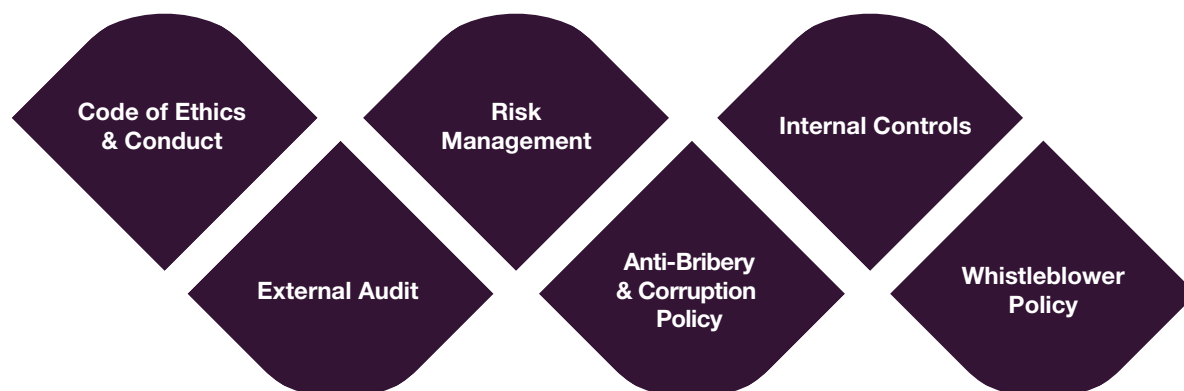 Code of Ethics
& Conduct
Risk
Management
Internal Controls
External Audit
Anti-Bribery
& Corruption
Policy
Whistleblower
Policy